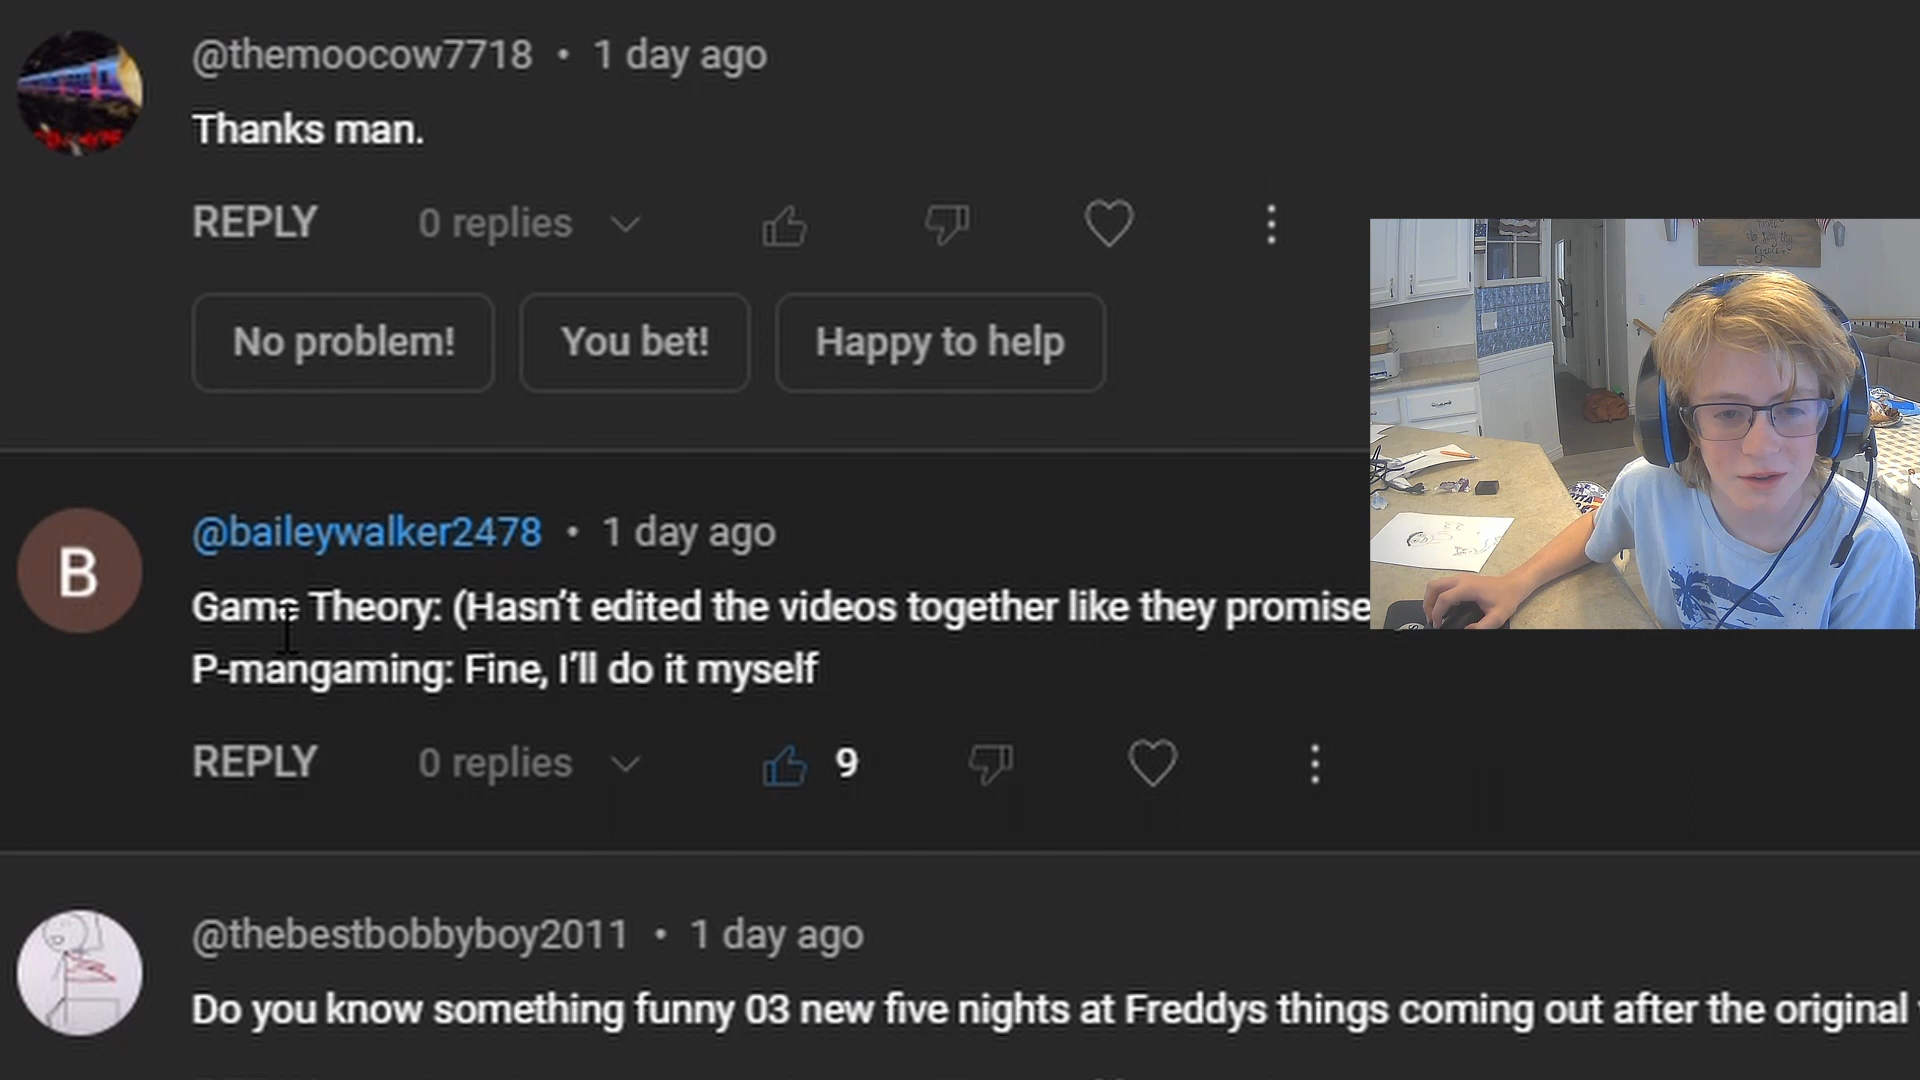 @themoocow7718 • 1 day ago
Thanks man.
REPLY 0 replies
No problem! You bet! Happy to help
@baileywalker2478 • 1 day ago
B
Game Theory: (Hasn't edited the videos together like they promise
P-mangaming: Fine, I'll do it myself
REPLY 0 replies 9
@thebestbobbyboy2011 • 1 day ago
Do you know something funny 03 new five nights at Freddys things coming out after the original